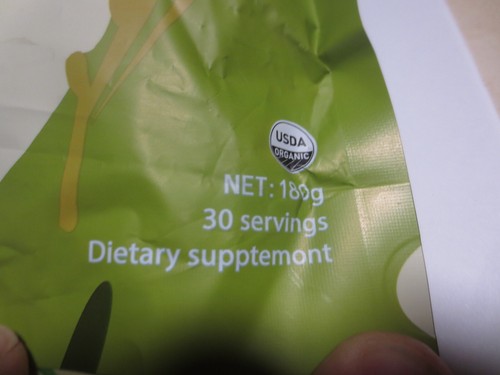 USDA
ORGANIC
NET: 180g
30 servings
Dietary supptemont